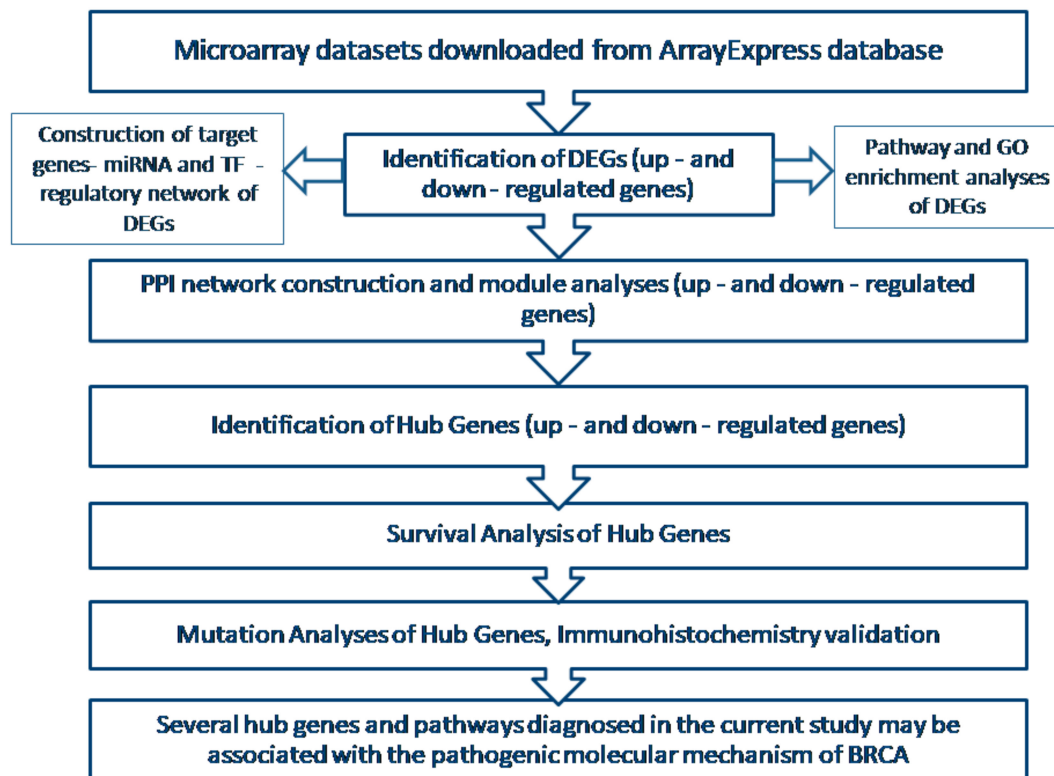 Microarray datasets downloaded from ArrayExpress database
Construction of target
genes- miRNA and TF -
regulatory network of
DEGs
Identification of DEGs (up - and
down - regulated genes)
Pathway and GO
enrichment analyses
of DEGs
PPI network construction and module analyses (up - and down - regulated
genes)
Identification of Hub Genes (up - and down - regulated genes)
Survival Analysis of Hub Genes
Mutation Analyses of Hub Genes, Immunohistochemistry validation
Several hub genes and pathways diagnosed in the current study may be
associated with the pathogenic molecular mechanism of BRCA